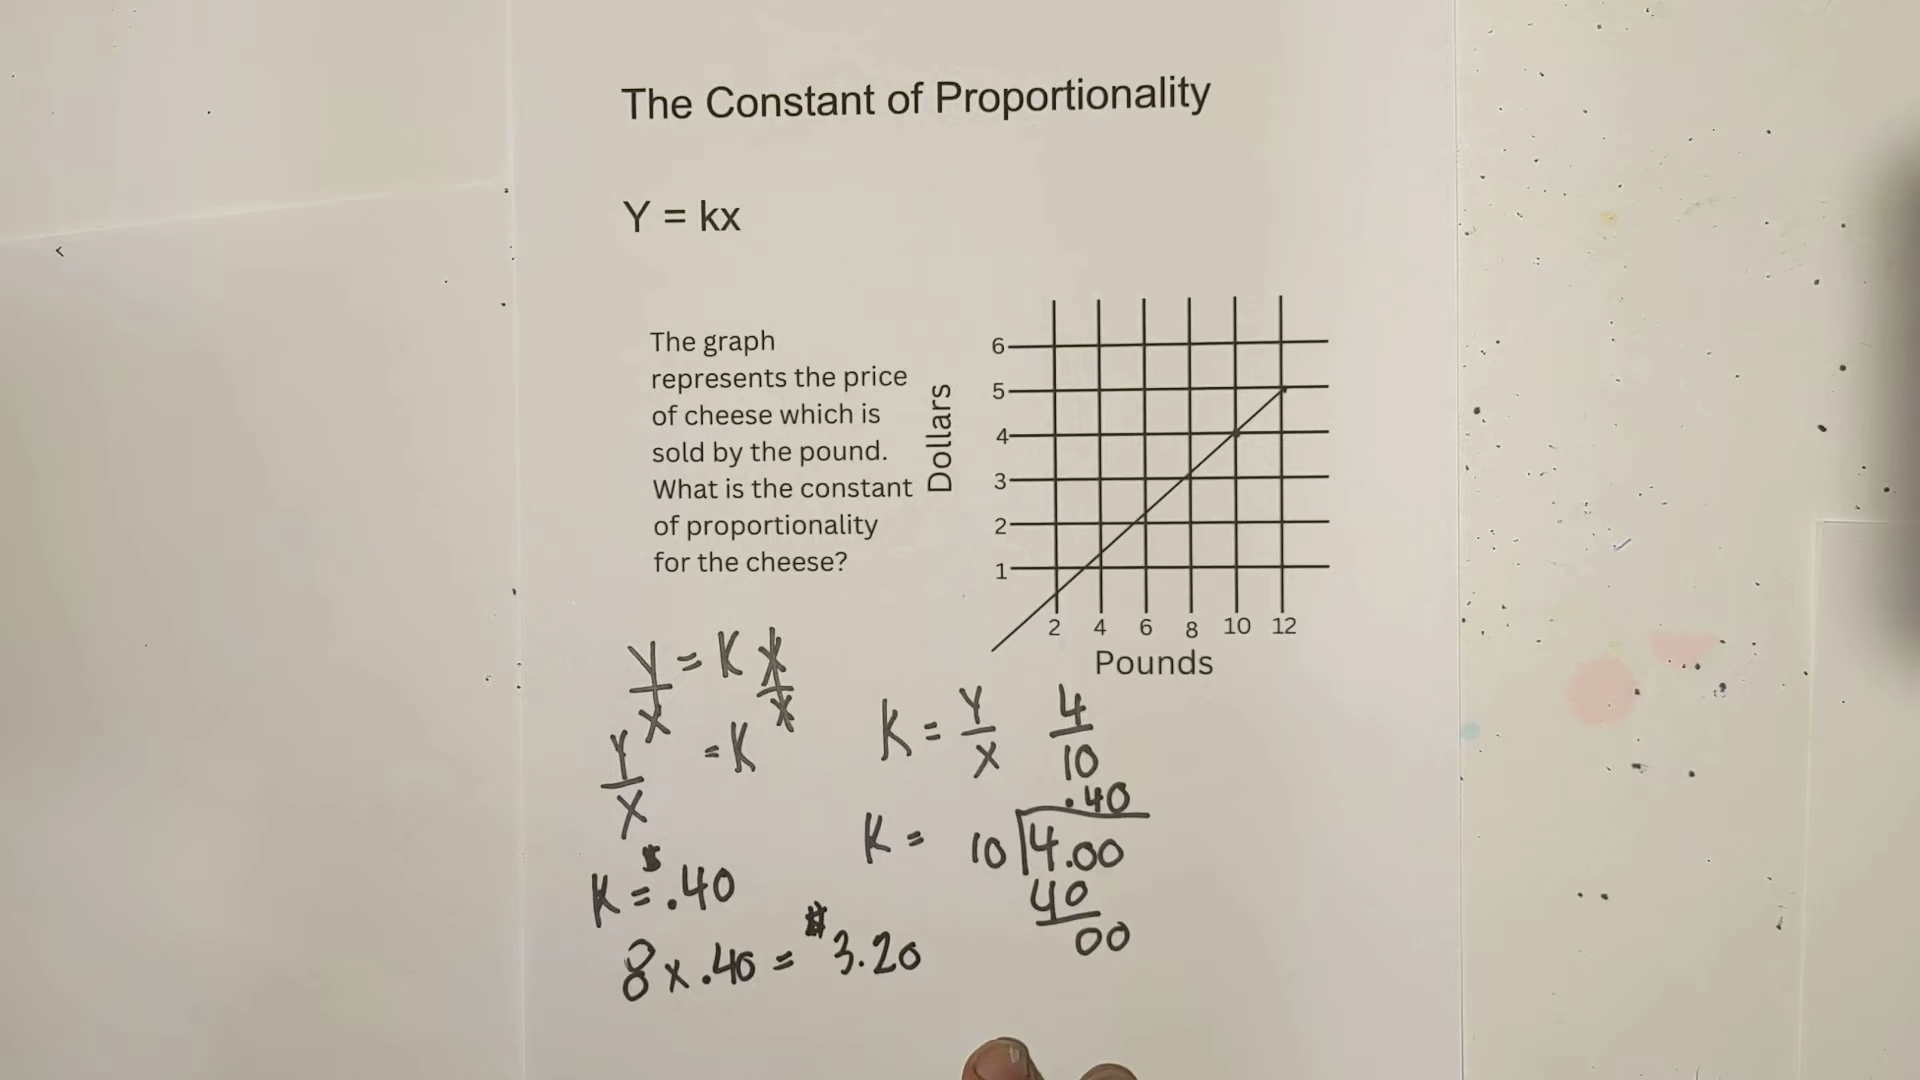 The Constant of Proportionality
Y = kx
The graph
represents the price
of cheese which is
sold by the pound.
What is the constant
of proportionality
for the cheese?
Dollars
6
5
4
3
2
1
2 4 6 8 10 12
Pounds
Y/X = K X/X
Y/X = K
K = Y/X 4/10
.40
K = 10 4.00
40
00
K = $.40
8 x .40 = $3.20